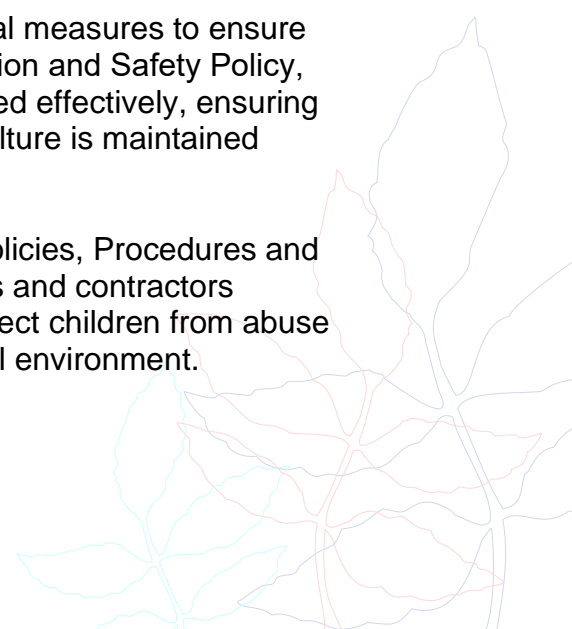 al measures to ensure
ion and Safety Policy,
ed effectively, ensuring
lture is maintained
olicies, Procedures and
s and contractors
ect children from abuse
l environment.